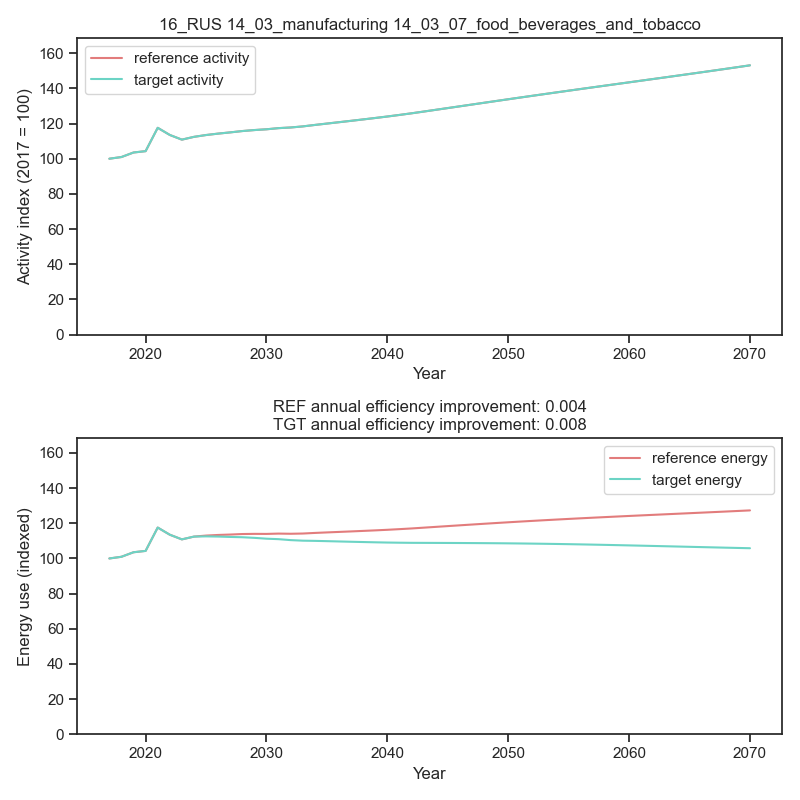 16_RUS 14_03_manufacturing 14_03_07_food_beverages_and_tobacco
reference activity
target activity
Activity index (2017 = 100)
160
140
120
100
80
60
40
20
0
2020 2030 2040 2050 2060 2070
Year
REF annual efficiency improvement: 0.004
TGT annual efficiency improvement: 0.008
reference energy
target energy
Energy use (indexed)
160
140
120
100
80
60
40
20
0
2020 2030 2040 2050 2060 2070
Year